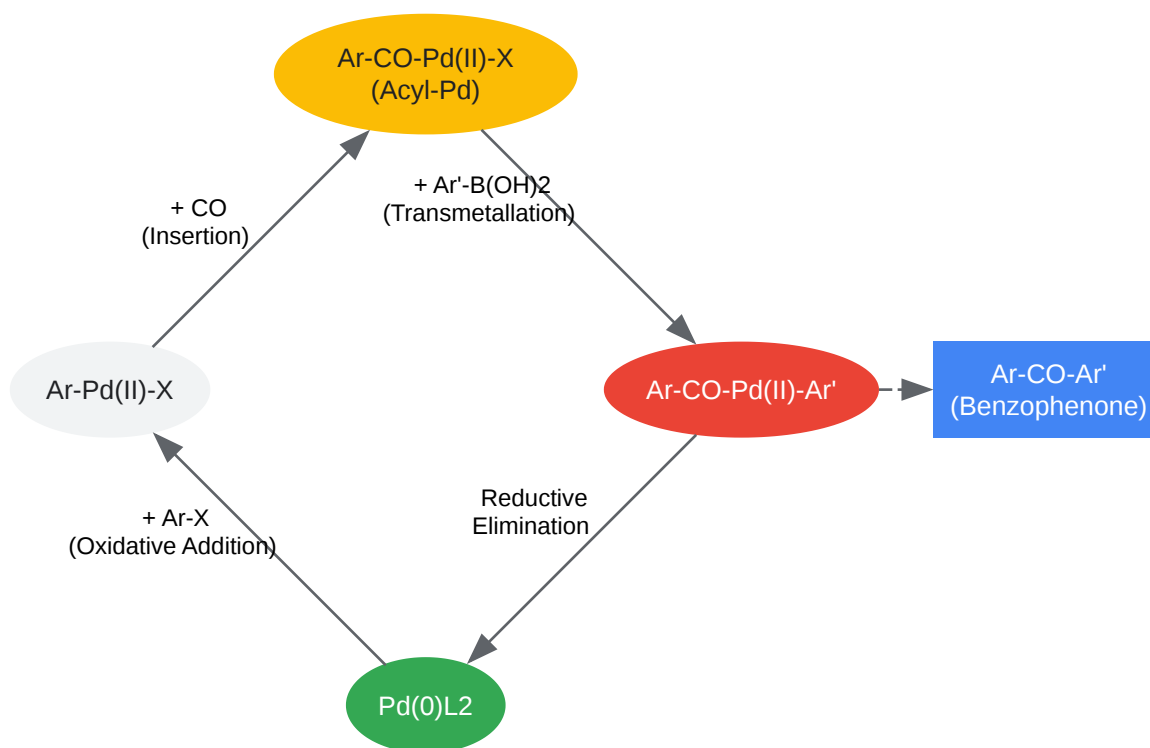 Ar-CO-Pd(II)-X
(Acyl-Pd)
+ Ar'-B(OH)2
(Transmetallation)
+ CO
(Insertion)
Ar-Pd(II)-X
Ar-CO-Pd(II)-Ar'
Ar-CO-Ar'
(Benzophenone)
Reductive
Elimination
+ Ar-X
(Oxidative Addition)
Pd(0)L2